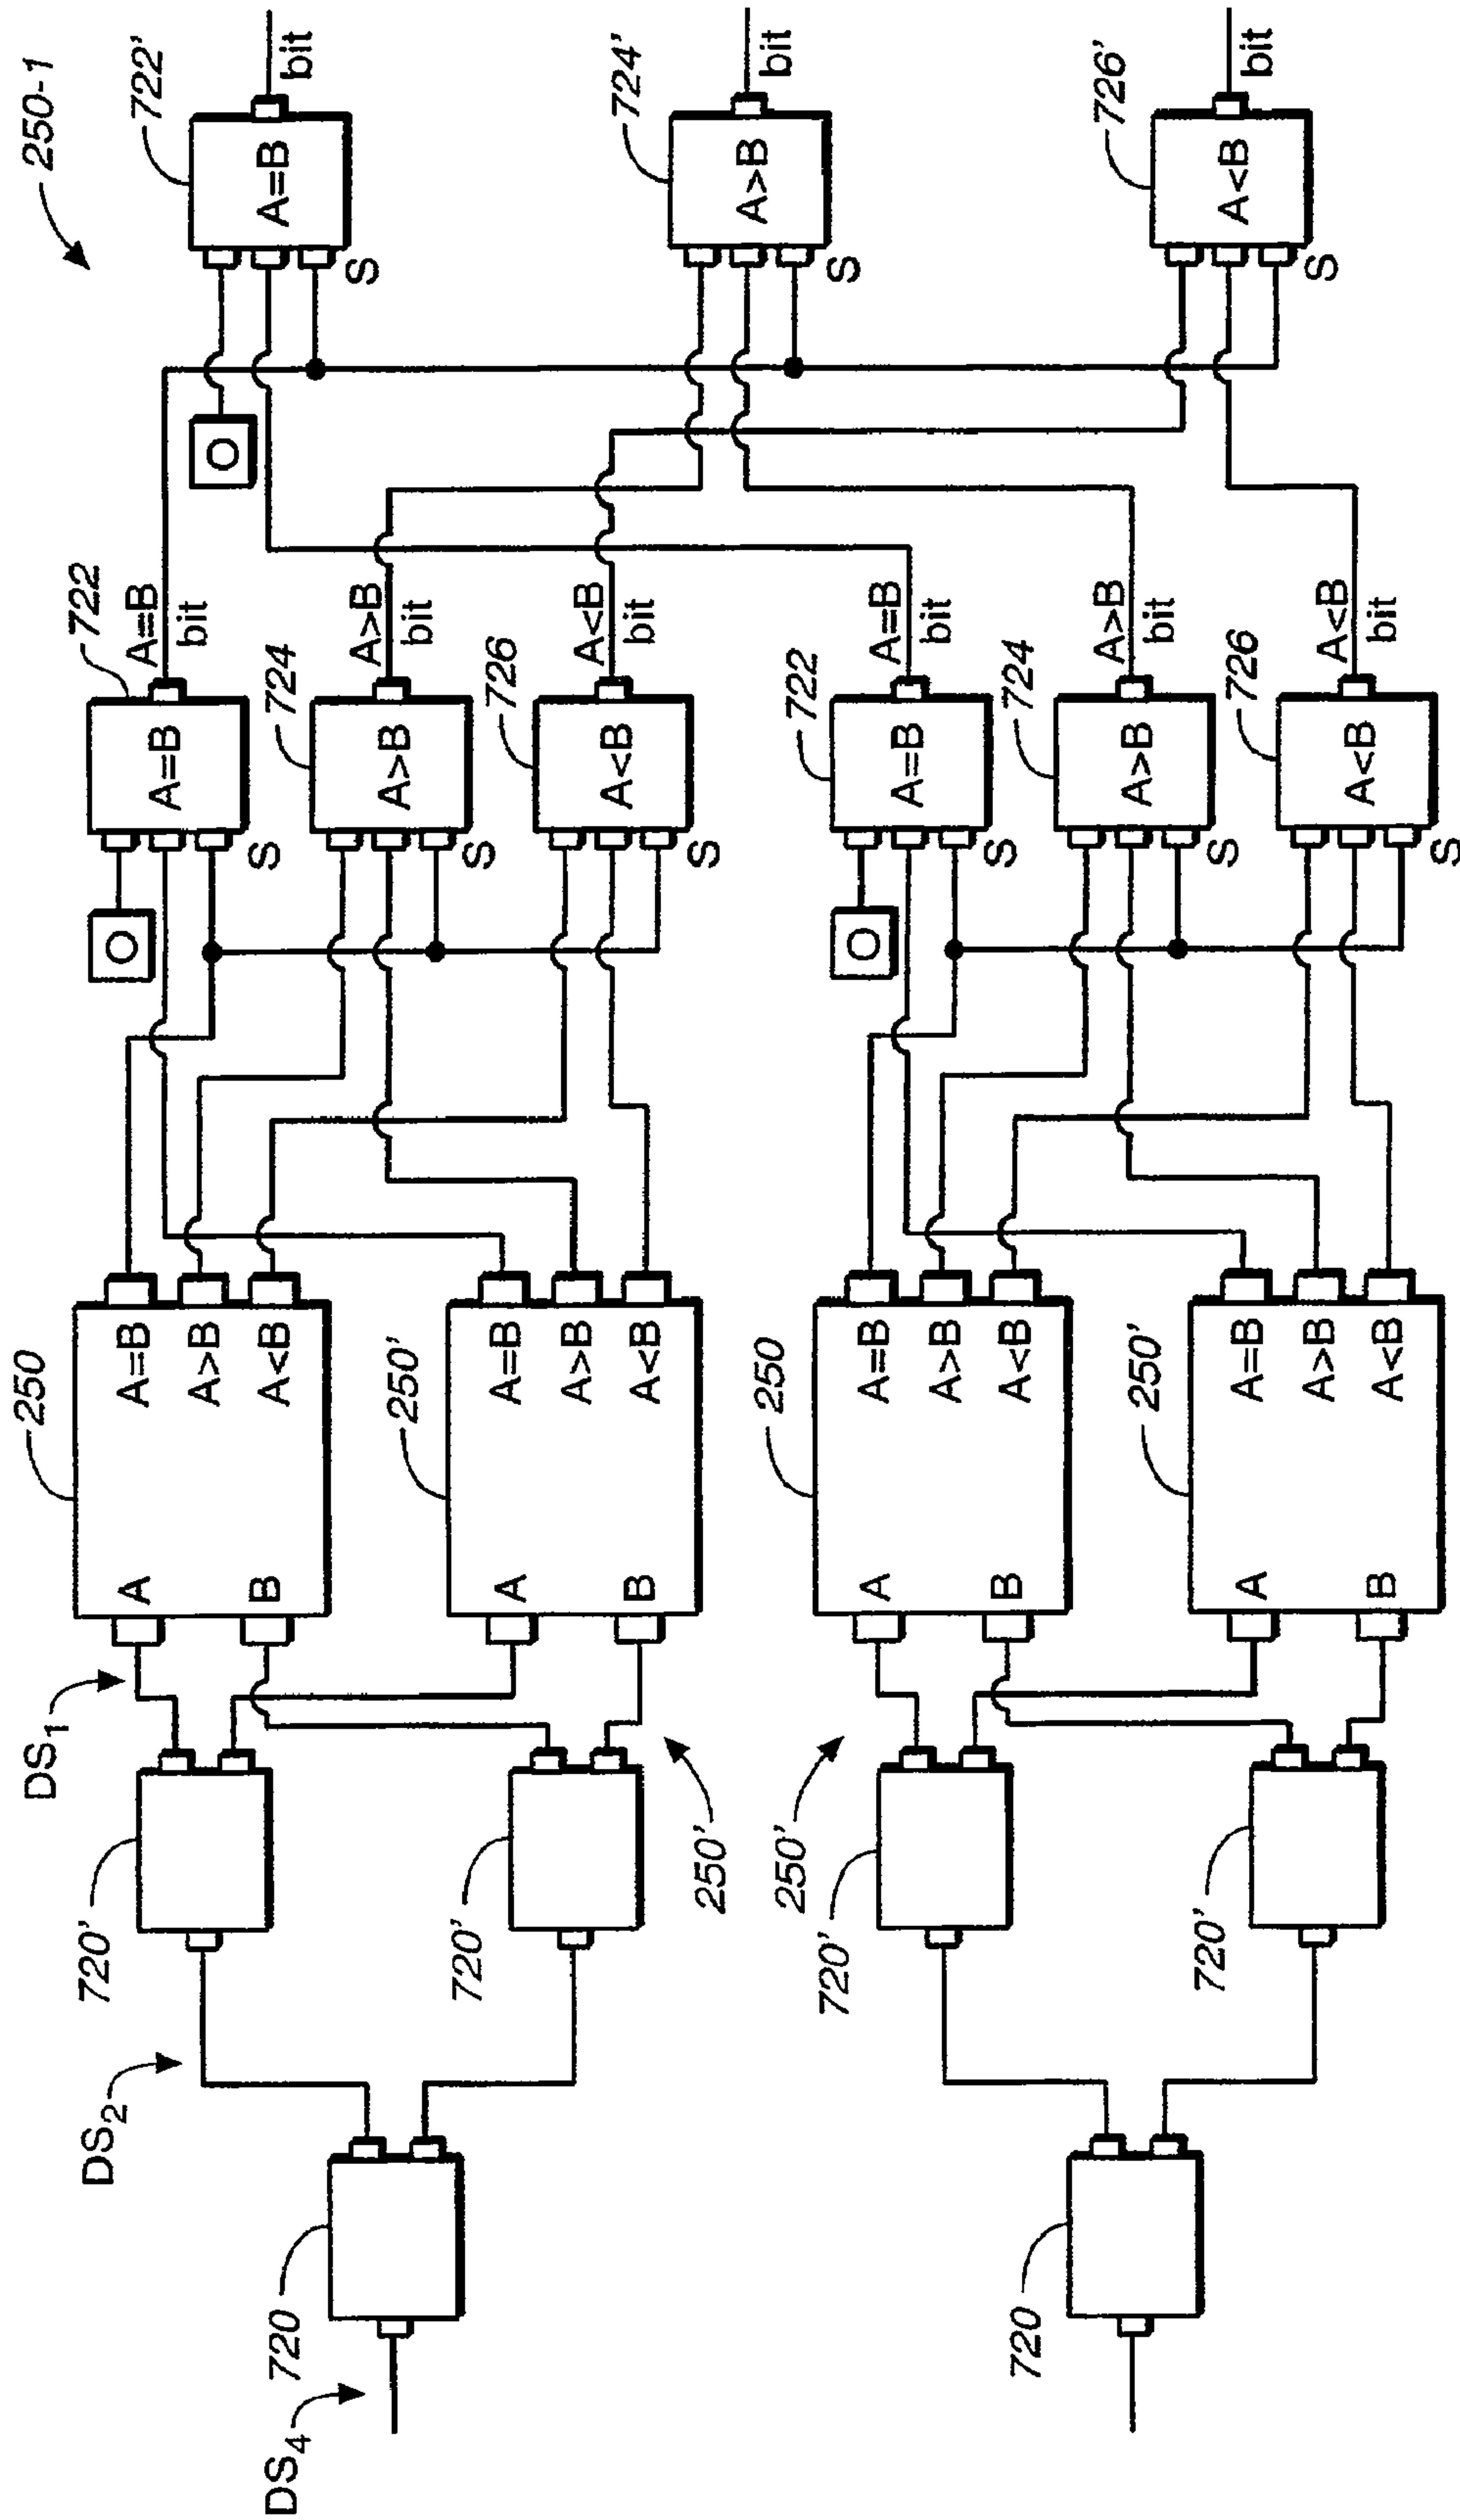 250-1
722'
A=B
bit
S
724'
A>B
bit
S
726'
A<B
bit
S
O
722
A=B
A=B
bit
S
O
724
A>B
A>B
bit
S
726
A<B
A<B
bit
S
722
A=B
A=B
bit
S
O
724
A>B
A>B
bit
S
726
A<B
A<B
bit
S
250
A
B
A=B
A>B
A<B
250'
A
B
A=B
A>B
A<B
250
A
B
A=B
A>B
A<B
250'
A
B
A=B
A>B
A<B
DS1
720'
720'
250'
250'
720'
720'
DS2
720
720
DS4